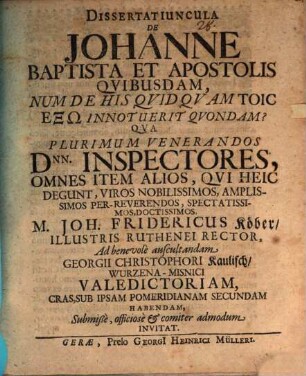 DISSERTATIUNCULA
DE
JOHANNE
BAPTISTA ET APOSTOLIS
QVIBUSDAM,
NUM DE HIS QVIDQVAM TOIC
ΕΞΩ INNOTUERIT QVONDAM?
QVA
PLURIMUM VENERANDOS
DNN. INSPECTORES,
OMNES ITEM ALIOS, QVI HEIC
DEGUNT, VIROS NOBILISSIMOS, AMPLIS-
SIMOS PER-REVERENDOS, SPECTATISSI-
MOS, DOCTISSIMOS.
M. JOH. FRIDERICUS Köber/
ILLUSTRIS RUTHENEI RECTOR,
Ad benevolè auscultandam
GEORGII CHRISTOPHORI Kaulisch/
WURZENA-MISNICI
VALEDICTORIAM,
CRAS, SUB IPSAM POMERIDIANAM SECUNDAM
HABENDAM,
Submissè, officiosè & comiter admodum
INVITAT.
GERÆ, Prelo GEORGI HEINRICI MÜLLERI.